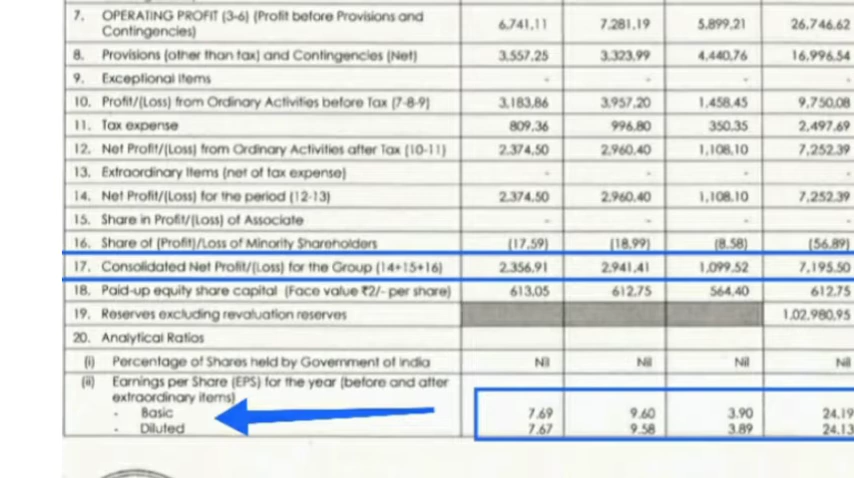 7. OPERATING PROFIT (3-6) (Profit before Provisions and Contingencies) 6,741.11 7,281.19 5,899.21 26,746.62
8. Provisions (other than tax) and Contingencies (Net) 3,557.25 3,323.99 4,440.76 16,996.54
9. Exceptional Items - - - -
10. Profit/(Loss) from Ordinary Activities before Tax (7-8-9) 3,183.86 3,957.20 1,458.45 9,750.08
11. Tax expense 809.36 996.80 350.35 2,497.69
12. Net Profit/(Loss) from Ordinary Activities after Tax (10-11) 2,374.50 2,960.40 1,108.10 7,252.39
13. Extraordinary Items (net of tax expense) - - - -
14. Net Profit/(Loss) for the period (12-13) 2,374.50 2,960.40 1,108.10 7,252.39
15. Share in Profit/(Loss) of Associate - - - -
16. Share of (Profit)/Loss of Minority Shareholders (17.59) (18.99) (8.58) (56.89)
17. Consolidated Net Profit/(Loss) for the Group (14+15+16) 2,356.91 2,941.41 1,099.52 7,195.50
18. Paid-up equity share capital (Face value ₹2/- per share) 613.05 612.75 564.40 612.75
19. Reserves excluding revaluation reserves 1,02,980.95
20. Analytical Ratios
(i) Percentage of Shares held by Government of India Nil Nil Nil Nil
(ii) Earnings per Share (EPS) for the year (before and after extraordinary items)
- Basic 7.69 9.60 3.90 24.19
- Diluted 7.67 9.58 3.89 24.13